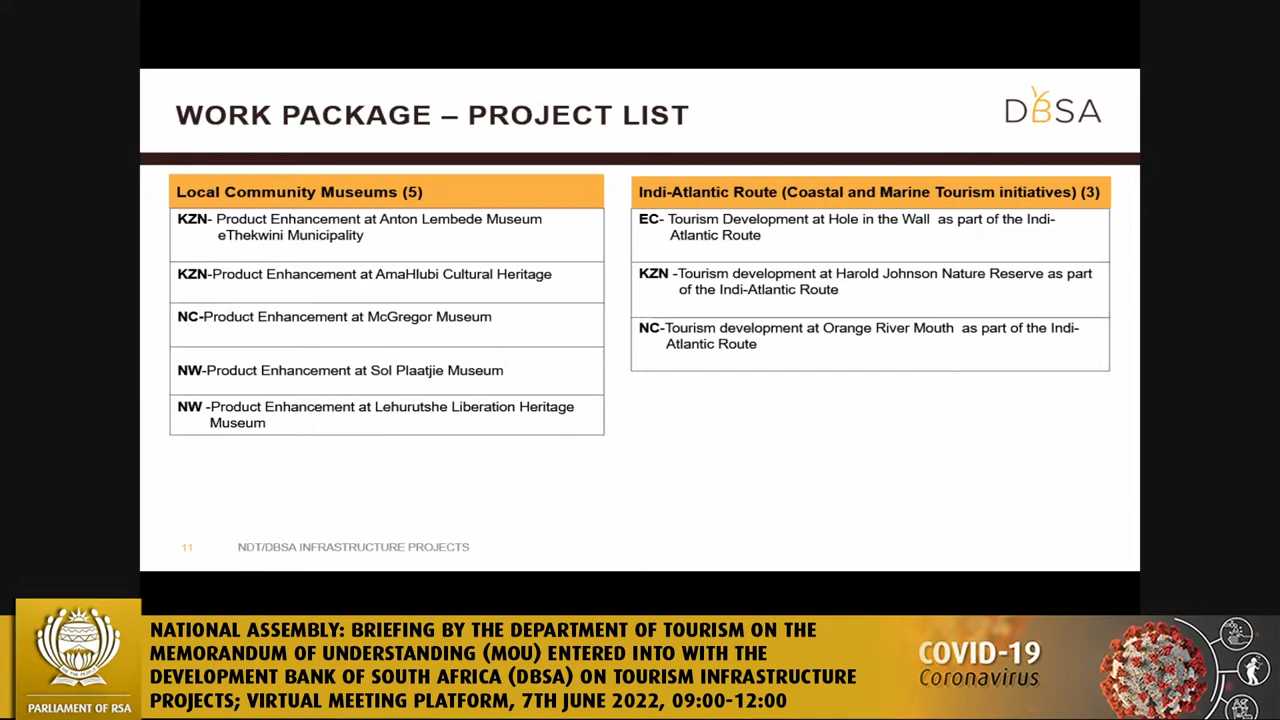 WORK PACKAGE – PROJECT LIST
DBSA
Local Community Museums (5)
KZN- Product Enhancement at Anton Lembede Museum
eThekwini Municipality
KZN-Product Enhancement at AmaHlubi Cultural Heritage
NC-Product Enhancement at McGregor Museum
NW-Product Enhancement at Sol Plaatjie Museum
NW -Product Enhancement at Lehurutshe Liberation Heritage
Museum
Indi-Atlantic Route (Coastal and Marine Tourism initiatives) (3)
EC- Tourism Development at Hole in the Wall as part of the Indi-
Atlantic Route
KZN -Tourism development at Harold Johnson Nature Reserve as part
of the Indi-Atlantic Route
NC-Tourism development at Orange River Mouth as part of the Indi-
Atlantic Route
11 NDT/DBSA INFRASTRUCTURE PROJECTS
PARLIAMENT OF RSA
NATIONAL ASSEMBLY: BRIEFING BY THE DEPARTMENT OF TOURISM ON THE
MEMORANDUM OF UNDERSTANDING (MOU) ENTERED INTO WITH THE
DEVELOPMENT BANK OF SOUTH AFRICA (DBSA) ON TOURISM INFRASTRUCTURE
PROJECTS; VIRTUAL MEETING PLATFORM, 7TH JUNE 2022, 09:00-12:00
COVID-19
Coronavirus